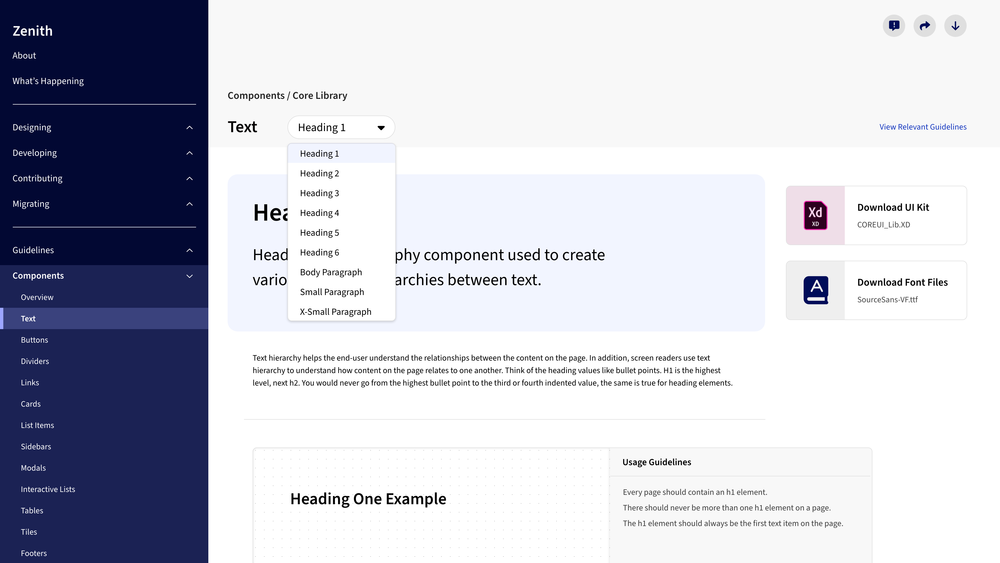 Zenith
About
What’s Happening
Designing
Developing
Contributing
Migrating
Guidelines
Components
Overview
Text
Buttons
Dividers
Links
Cards
List Items
Sidebars
Modals
Interactive Lists
Tables
Tiles
Footers
Components / Core Library
Text
Heading 1
View Relevant Guidelines
Heading 1
Heading 2
Heading 3
Heading 4
Heading 5
Heading 6
Body Paragraph
Small Paragraph
X-Small Paragraph
component used to create
between text.
Xd
XD
Download UI Kit
COREUI_Lib.XD
A
Download Font Files
SourceSans-VF.ttf
Text hierarchy helps the end-user understand the relationships between the content on the page. In addition, screen readers use text
hierarchy to understand how content on the page relates to one another. Think of the heading values like bullet points. H1 is the highest
level, next h2. You would never go from the highest bullet point to the third or fourth indented value, the same is true for heading elements.
Heading One Example
Usage Guidelines
Every page should contain an h1 element.
There should never be more than one h1 element on a page.
The h1 element should always be the first text item on the page.